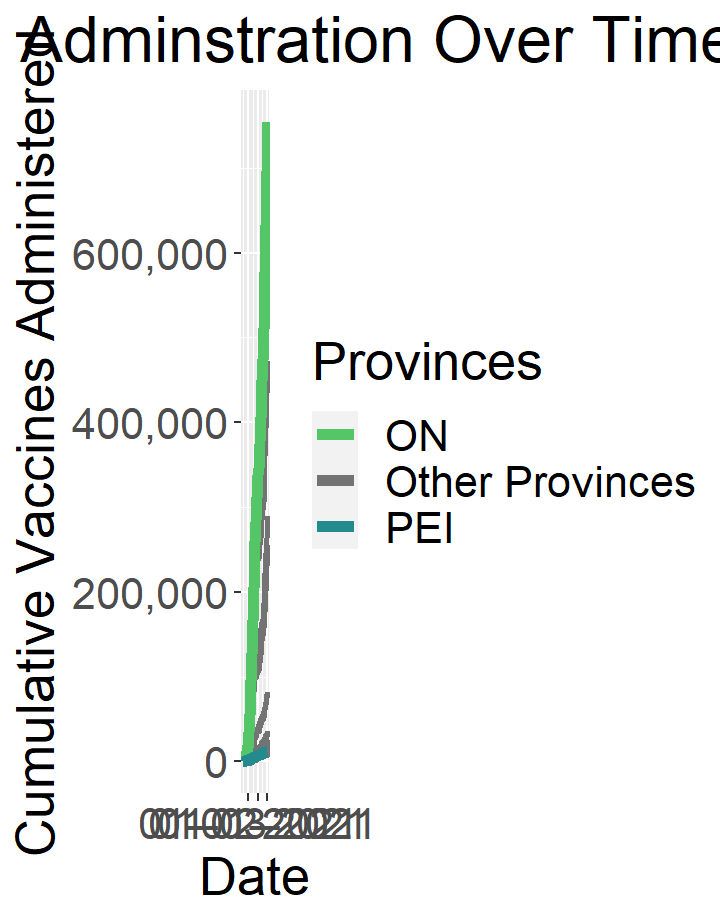 Adminstration Over Time
Cumulative Vaccines Administered
600,000
400,000
200,000
0
Provinces
ON
Other Provinces
PEI
Date